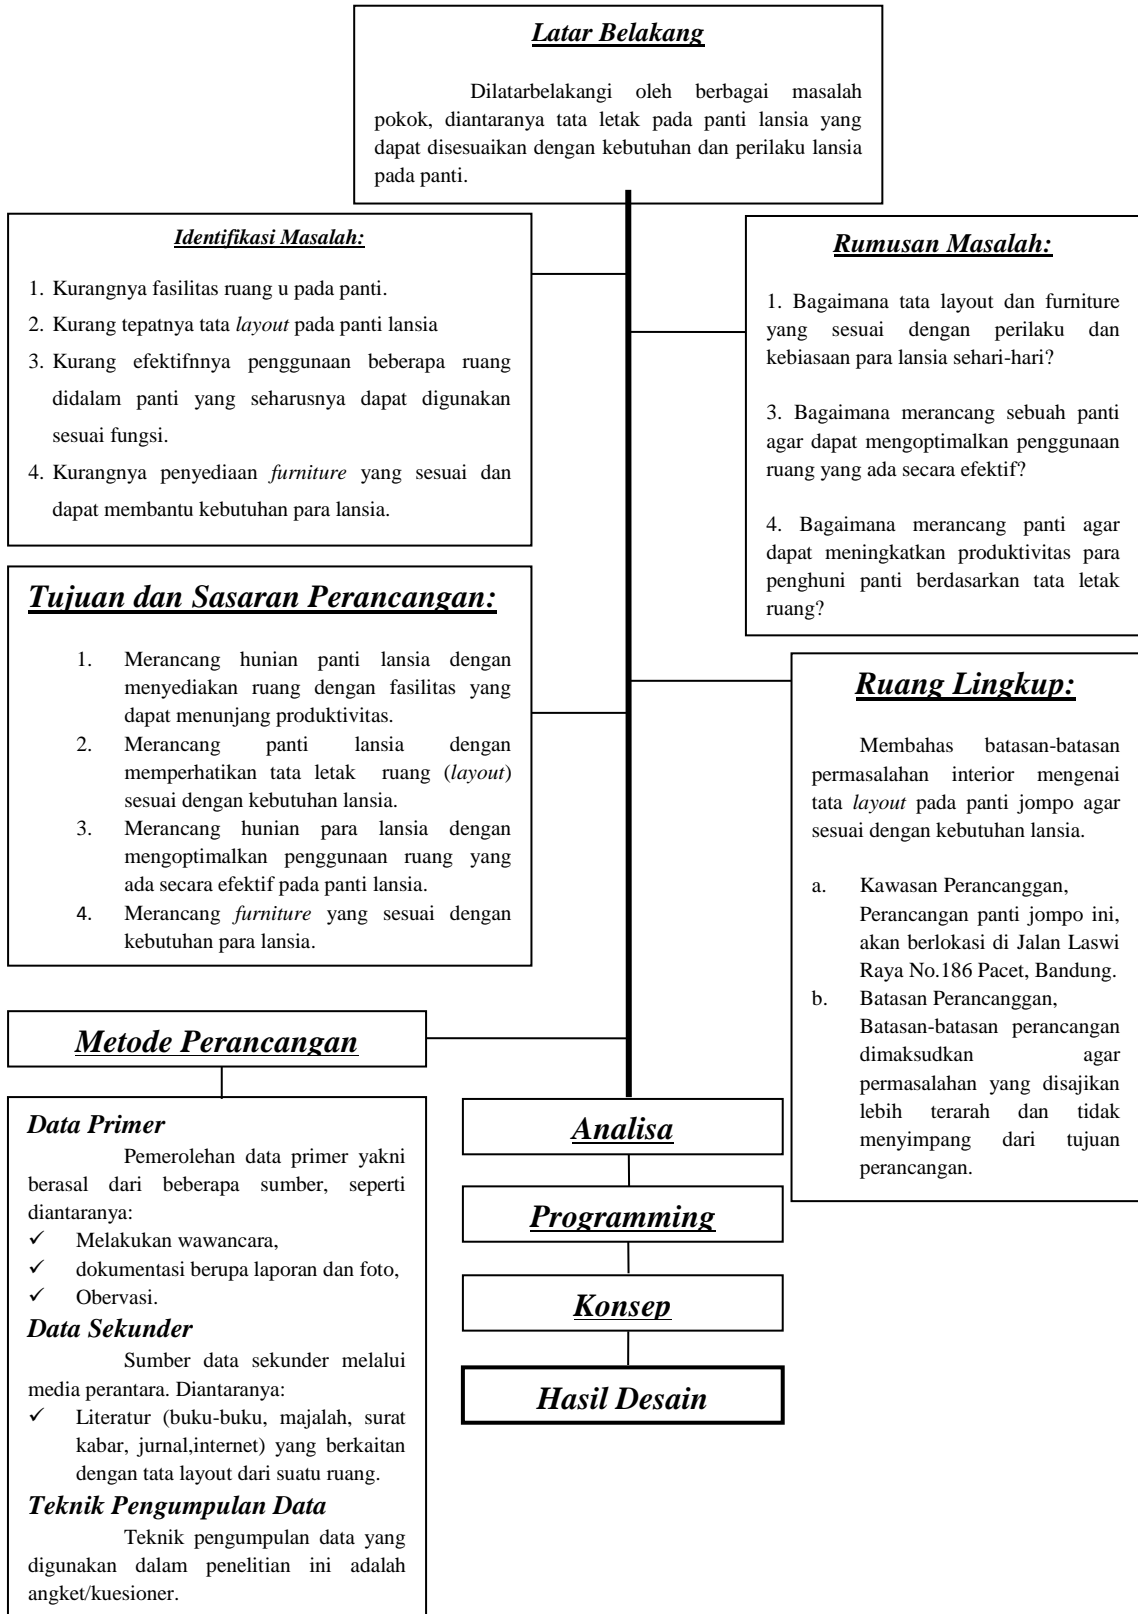 Latar Belakang
Dilatarbelakangi oleh berbagai masalah
pokok, diantaranya tata letak pada panti lansia yang
dapat disesuaikan dengan kebutuhan dan perilaku lansia
pada panti.
Identifikasi Masalah:
1. Kurangnya fasilitas ruang u pada panti.
2. Kurang tepatnya tata layout pada panti lansia
3. Kurang efektifnnya penggunaan beberapa ruang
didalam panti yang seharusnya dapat digunakan
sesuai fungsi.
4. Kurangnya penyediaan furniture yang sesuai dan
dapat membantu kebutuhan para lansia.
Rumusan Masalah:
1. Bagaimana tata layout dan furniture
yang sesuai dengan perilaku dan
kebiasaan para lansia sehari-hari?
3. Bagaimana merancang sebuah panti
agar dapat mengoptimalkan penggunaan
ruang yang ada secara efektif?
4. Bagaimana merancang panti agar
dapat meningkatkan produktivitas para
penghuni panti berdasarkan tata letak
ruang?
Tujuan dan Sasaran Perancangan:
1. Merancang hunian panti lansia dengan
menyediakan ruang dengan fasilitas yang
dapat menunjang produktivitas.
2. Merancang panti lansia dengan
memperhatikan tata letak ruang (layout)
sesuai dengan kebutuhan lansia.
3. Merancang hunian para lansia dengan
mengoptimalkan penggunaan ruang yang
ada secara efektif pada panti lansia.
4. Merancang furniture yang sesuai dengan
kebutuhan para lansia.
Ruang Lingkup:
Membahas batasan-batasan
permasalahan interior mengenai
tata layout pada panti jompo agar
sesuai dengan kebutuhan lansia.
a. Kawasan Perancanggan,
Perancangan panti jompo ini,
akan berlokasi di Jalan Laswi
Raya No.186 Pacet, Bandung.
b. Batasan Perancanggan,
Batasan-batasan perancangan
dimaksudkan agar
permasalahan yang disajikan
lebih terarah dan tidak
menyimpang dari tujuan
perancangan.
Metode Perancangan
Data Primer
Pemerolehan data primer yakni
berasal dari beberapa sumber, seperti
diantaranya:
✓ Melakukan wawancara,
✓ dokumentasi berupa laporan dan foto,
✓ Obervasi.
Data Sekunder
Sumber data sekunder melalui
media perantara. Diantaranya:
✓ Literatur (buku-buku, majalah, surat
kabar, jurnal,internet) yang berkaitan
dengan tata layout dari suatu ruang.
Teknik Pengumpulan Data
Teknik pengumpulan data yang
digunakan dalam penelitian ini adalah
angket/kuesioner.
Analisa
Programming
Konsep
Hasil Desain